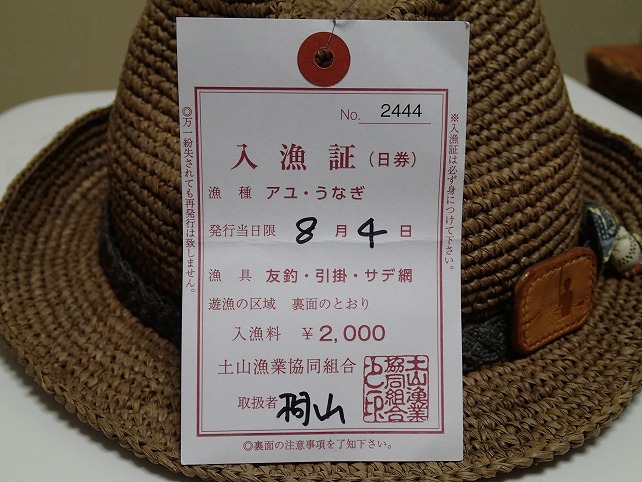 No. 2444
入漁証（日券）
漁種 アユ・うなぎ
発行当日限 8月4日
漁具 友釣・引掛・サデ網
遊漁の区域 裏面のとおり
入漁料 ￥2,000
土山漁業協同組合
取扱者 桐山
土山漁業
協同組合
之印
◎裏面の注意事項を了知下さい。
◎万一紛失されても再発行は致しません。
※入漁証は必ず身につけて下さい。